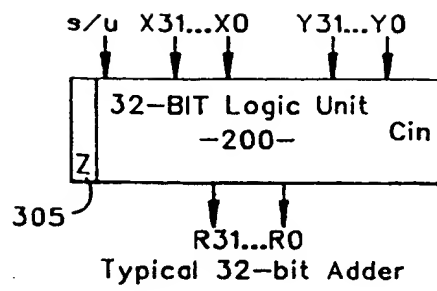 s/u X31...X0 Y31...Y0
32-BIT Logic Unit
-200- Cin
Z
305
R31...R0
Typical 32-bit Adder